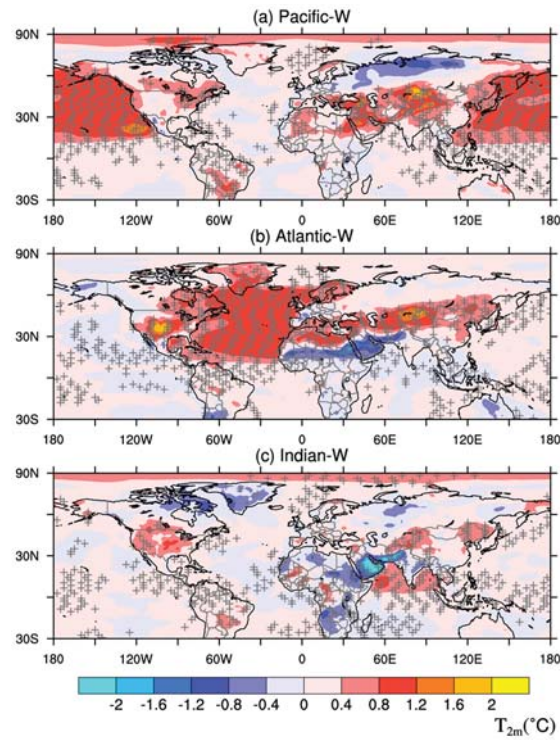 (a) Pacific-W
90N
30N
30S
180 120W 60W 0 60E 120E 180
(b) Atlantic-W
90N
30N
30S
180 120W 60W 0 60E 120E 180
(c) Indian-W
90N
30N
30S
180 120W 60W 0 60E 120E 180
-2 -1.6 -1.2 -0.8 -0.4 0 0.4 0.8 1.2 1.6 2
T2m(°C)